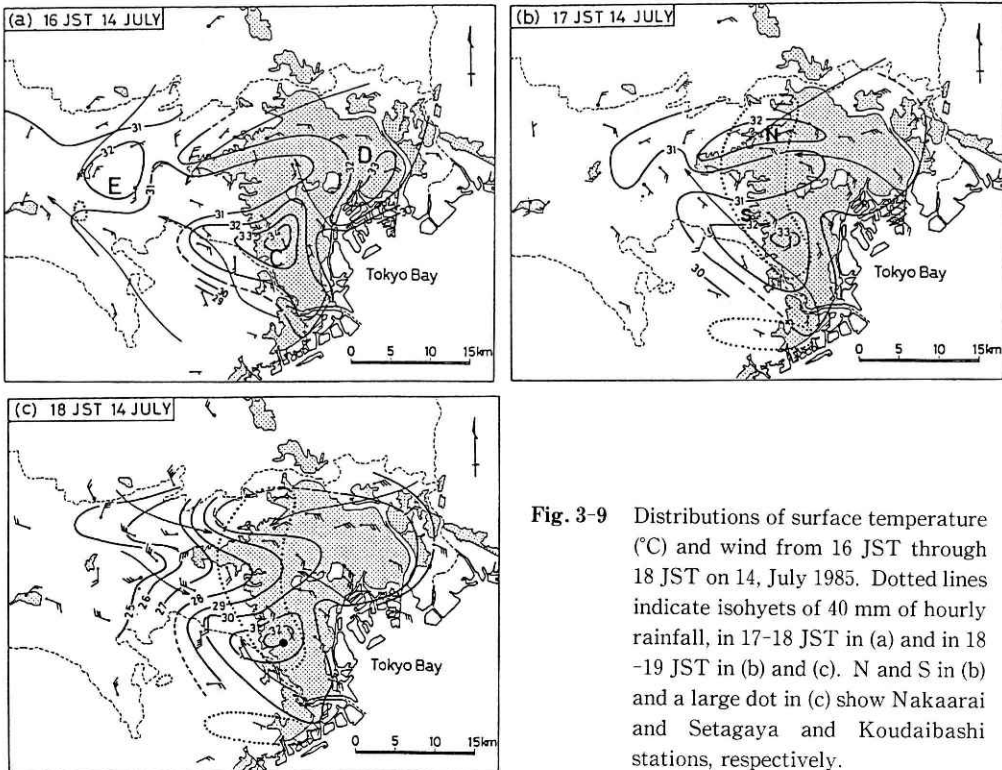 (a) 16 JST 14 JULY
31
32
E
31
32
D
33
31
32
33
C
29
Tokyo Bay
0 5 10 15km
(b) 17 JST 14 JULY
31
32
N
31
31
S
32
33
30
Tokyo Bay
0 5 10 15km
(c) 18 JST 14 JULY
25
26
27
28
29
30
31
Tokyo Bay
0 5 10 15km
Fig. 3-9 Distributions of surface temperature
(°C) and wind from 16 JST through
18 JST on 14, July 1985. Dotted lines
indicate isohyets of 40 mm of hourly
rainfall, in 17-18 JST in (a) and in 18
-19 JST in (b) and (c). N and S in (b)
and a large dot in (c) show Nakaarai
and Setagaya and Koudaibashi
stations, respectively.